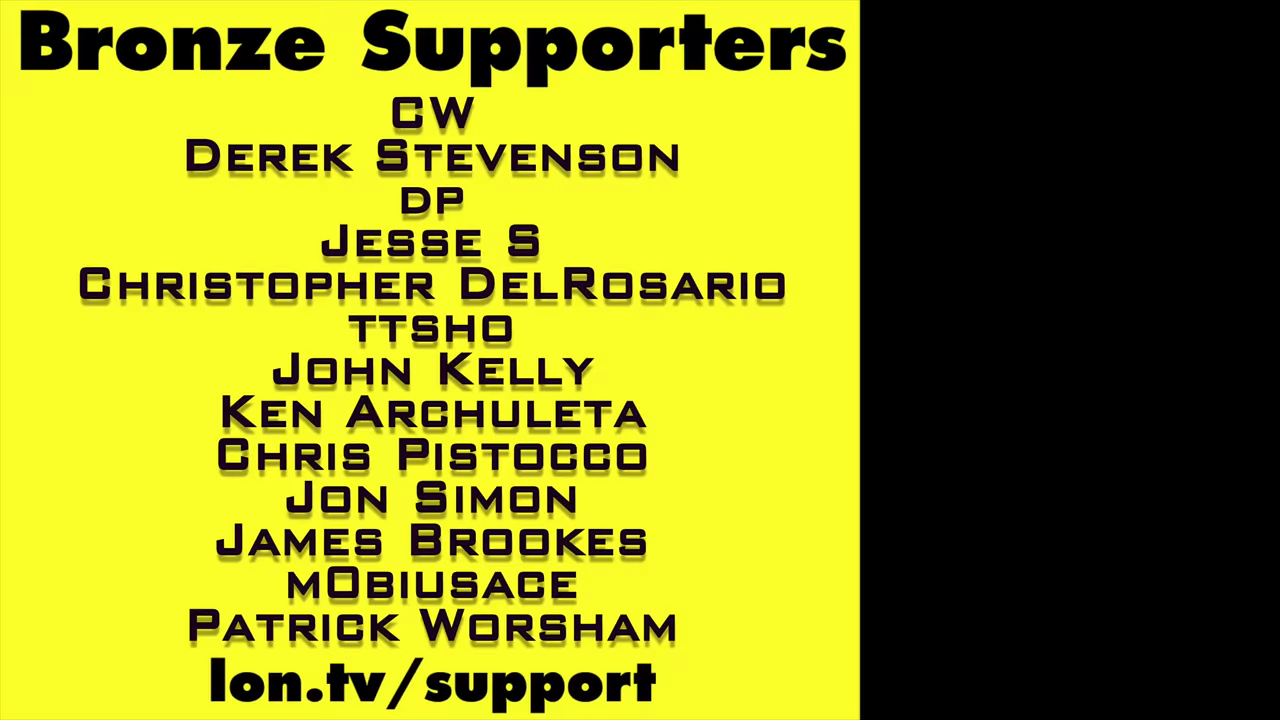 Bronze Supporters
CW
Derek Stevenson
DP
Jesse S
Christopher DelRosario
ttsho
John Kelly
Ken Archuleta
Chris Pistocco
Jon Simon
James Brookes
m0biusace
Patrick Worsham
lon.tv/support